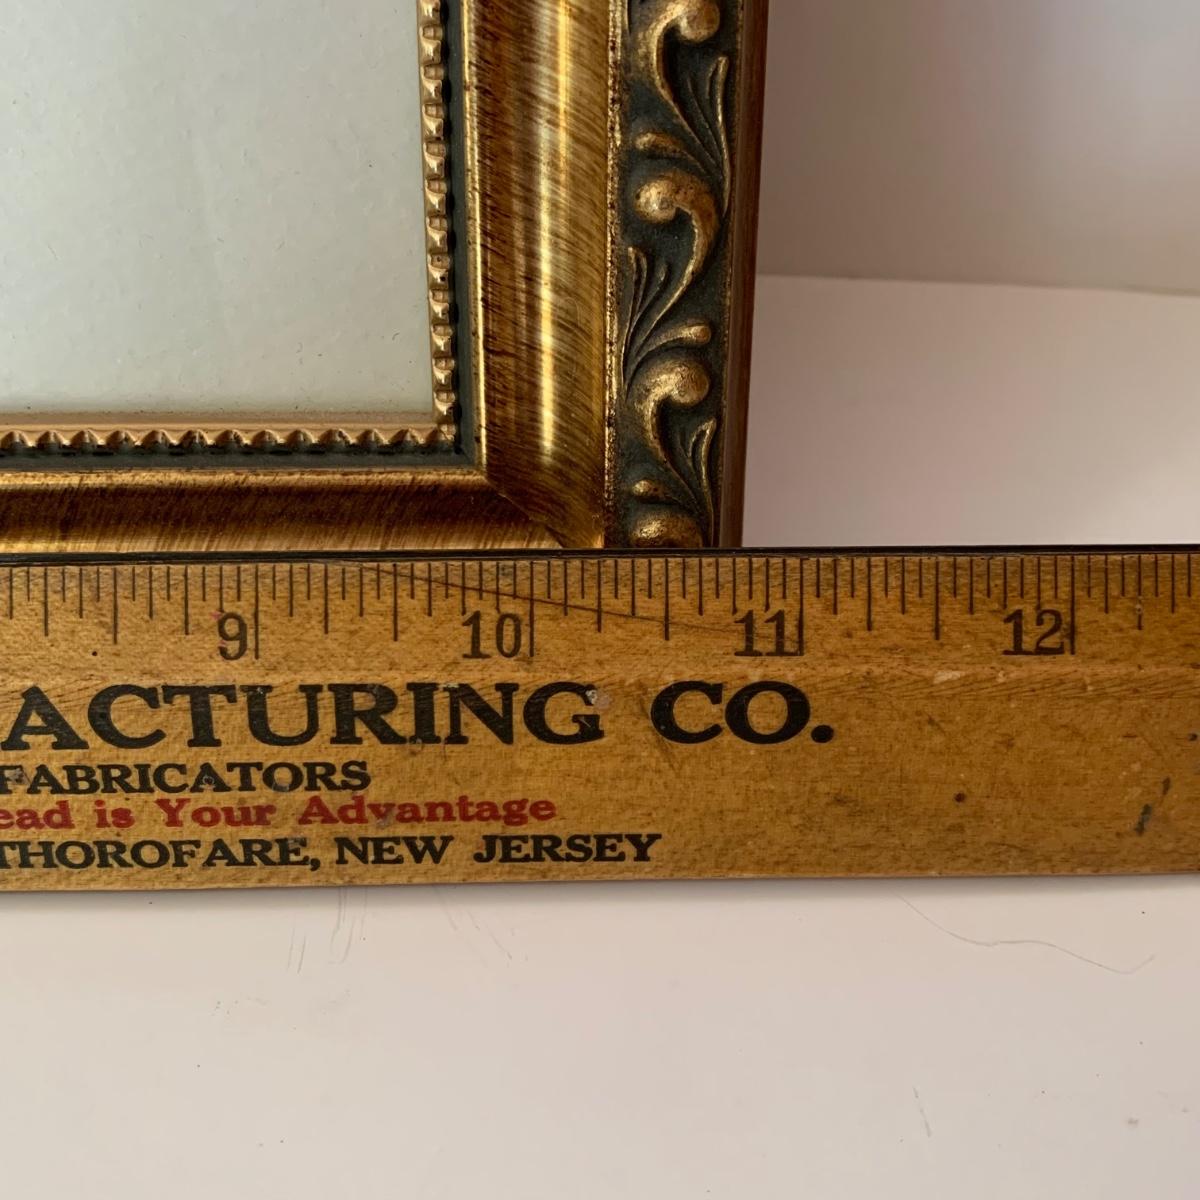 9 10 11 12
ACTURING CO.
FABRICATORS
ead is Your Advantage
THOROFARE, NEW JERSEY